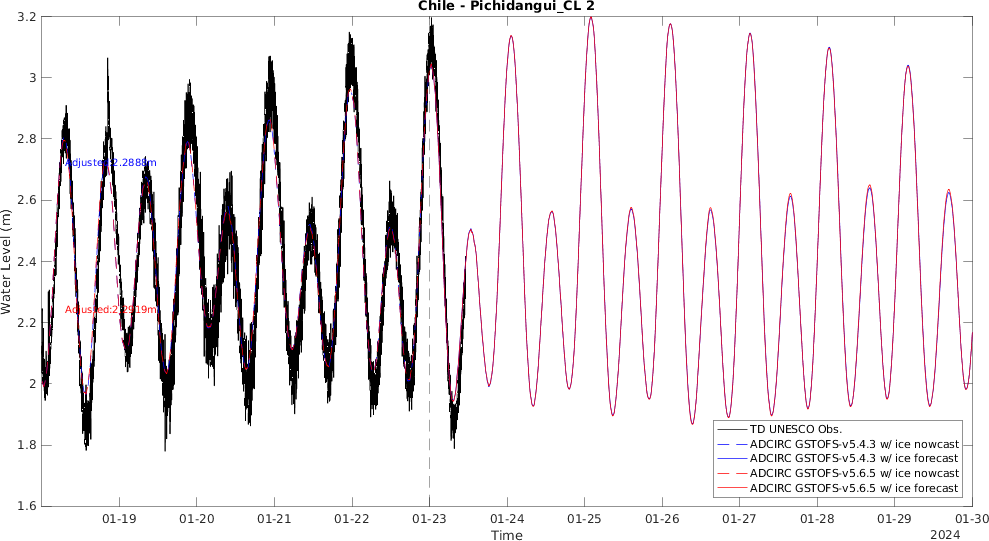 Chile - Pichidangui_CL 2
Water Level (m)
3.2
3
2.8
2.6
2.4
2.2
2
1.8
1.6
Adjusted:2.2888m
Adjusted:2.2919m
TD UNESCO Obs.
ADCIRC GSTOFS-v5.4.3 w/ ice nowcast
ADCIRC GSTOFS-v5.4.3 w/ ice forecast
ADCIRC GSTOFS-v5.6.5 w/ ice nowcast
ADCIRC GSTOFS-v5.6.5 w/ ice forecast
01-19 01-20 01-21 01-22 01-23 01-24 01-25 01-26 01-27 01-28 01-29 01-30
Time
2024